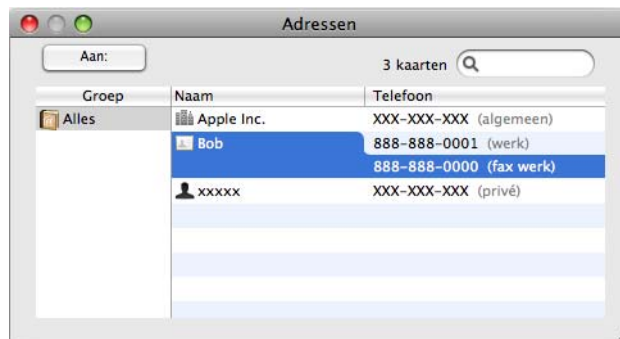 Adressen
Aan:
3 kaarten
Groep Naam Telefoon
Alles Apple Inc. XXX-XXX-XXX (algemeen)
Bob 888-888-0001 (werk)
888-888-0000 (fax werk)
xxxxx XXX-XXX-XXX (privé)